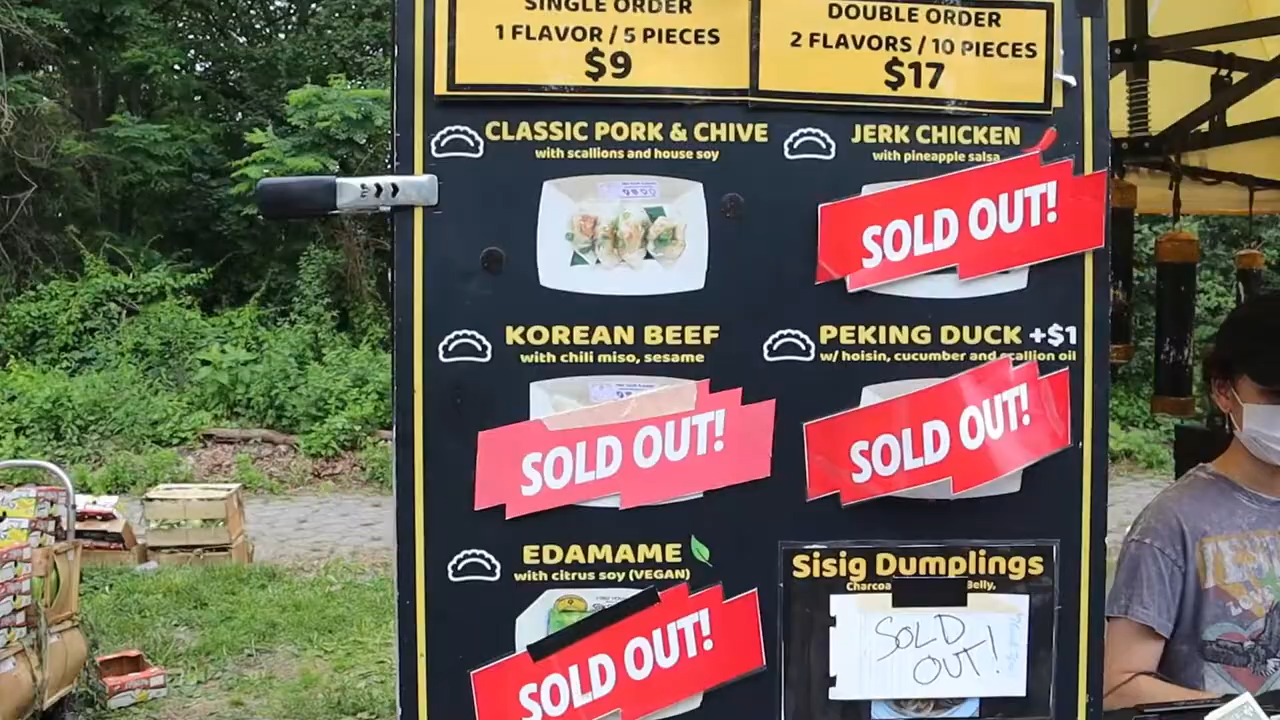 SINGLE ORDER
1 FLAVOR / 5 PIECES
$9
DOUBLE ORDER
2 FLAVORS / 10 PIECES
$17
CLASSIC PORK & CHIVE
with scallions and house soy
JERK CHICKEN
with pineapple salsa
SOLD OUT!
KOREAN BEEF
with chili miso, sesame
SOLD OUT!
PEKING DUCK +$1
w/ hoisin, cucumber and scallion oil
SOLD OUT!
EDAMAME
with citrus soy (VEGAN)
SOLD OUT!
Sisig Dumplings
Belly,
SOLD
OUT!